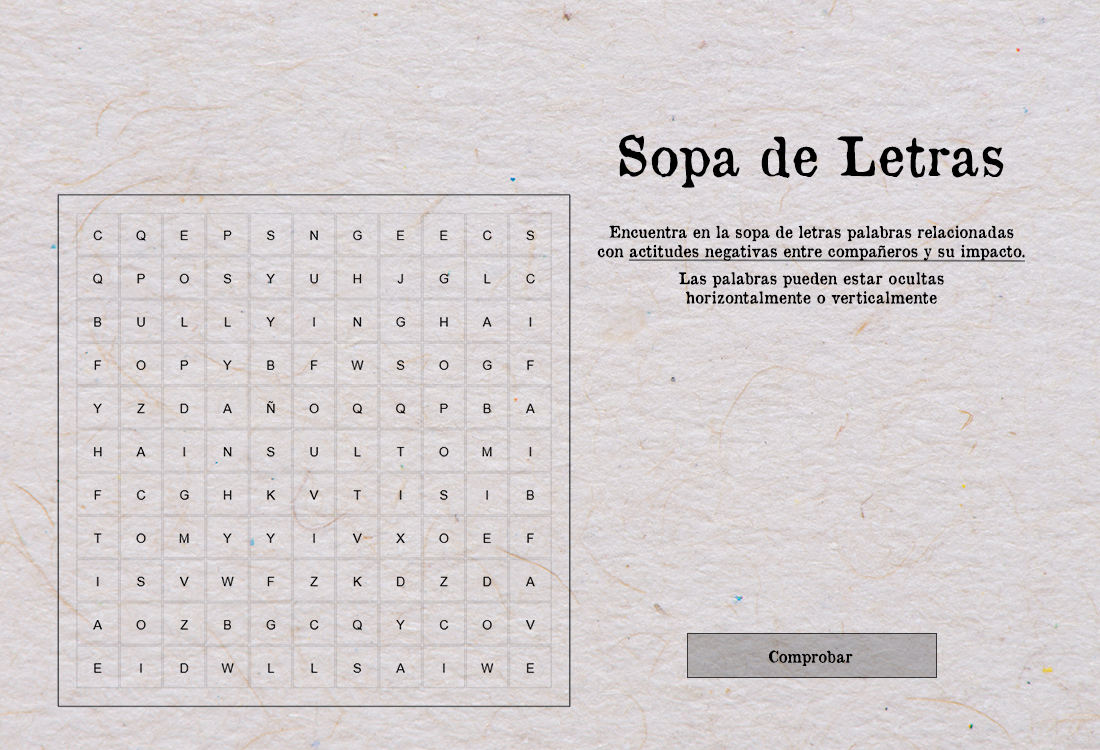 Sopa de Letras
Encuentra en la sopa de letras palabras relacionadas
con actitudes negativas entre compañeros y su impacto.
Las palabras pueden estar ocultas
horizontalmente o verticalmente
C Q E P S N G E E C S
Q P O S Y U H J G L C
B U L L Y I N G H A I
F O P Y B F W S O G F
Y Z D A Ñ O Q Q P B A
H A I N S U L T O M I
F C G H K V T I S I B
T O M Y Y I V X O E F
I S V W F Z K D Z D A
A O Z B G C Q Y C O V
E I D W L L S A I W E
Comprobar